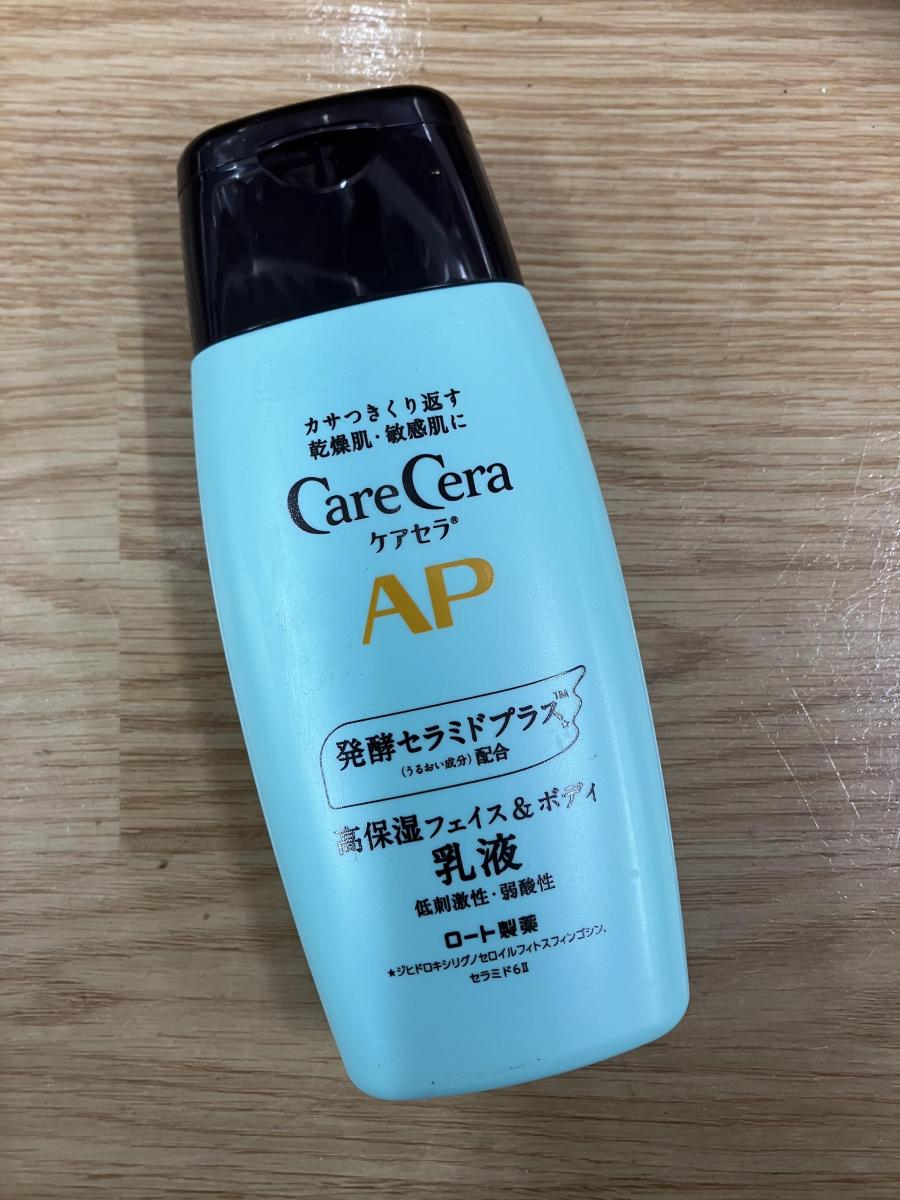 カサつきくり返す
乾燥肌・敏感肌に
CareCera
ケアセラ®
AP
発酵セラミドプラス™★
(うるおい成分) 配合
高保湿フェイス&ボディ
乳液
低刺激性・弱酸性
ロート製薬
★ジヒドロキシリグノセロイルフィトスフィンゴシン、
セラミド6Ⅱ